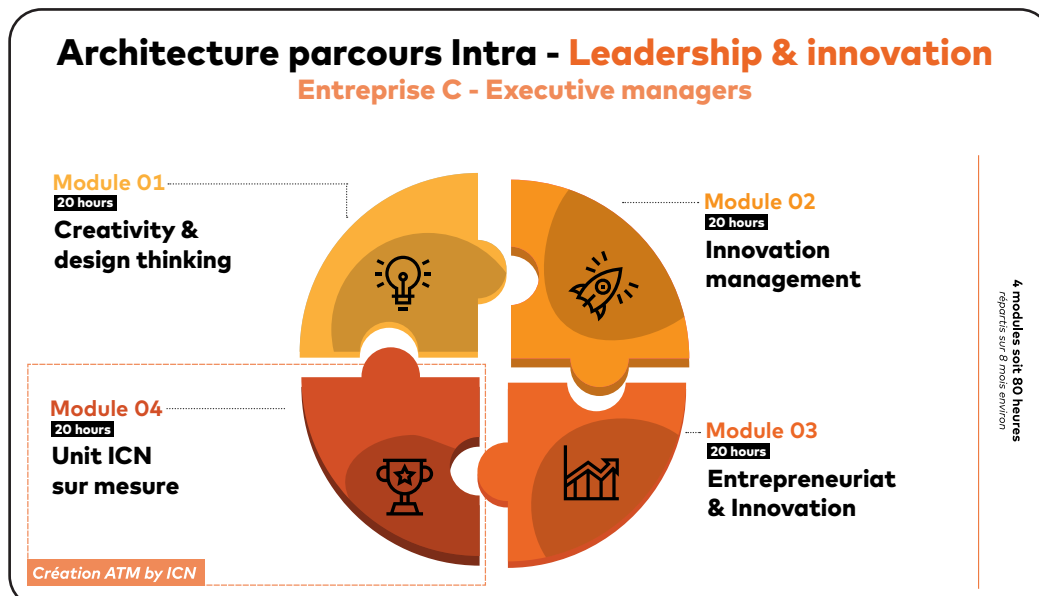 Architecture parcours Intra - Leadership & innovation
Entreprise C - Executive managers
Module 01
20 hours
Creativity &
design thinking
Module 02
20 hours
Innovation
management
Module 03
20 hours
Entrepreneuriat
& Innovation
Module 04
20 hours
Unit ICN
sur mesure
Création ATM by ICN
4 modules soit 80 heures
répartis sur 8 mois environ